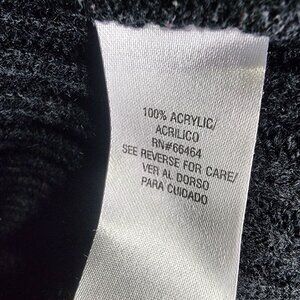 100% ACRYLIC/
ACRILICO
RN#66464
SEE REVERSE FOR CARE/
VER AL DORSO
PARA CUIDADO